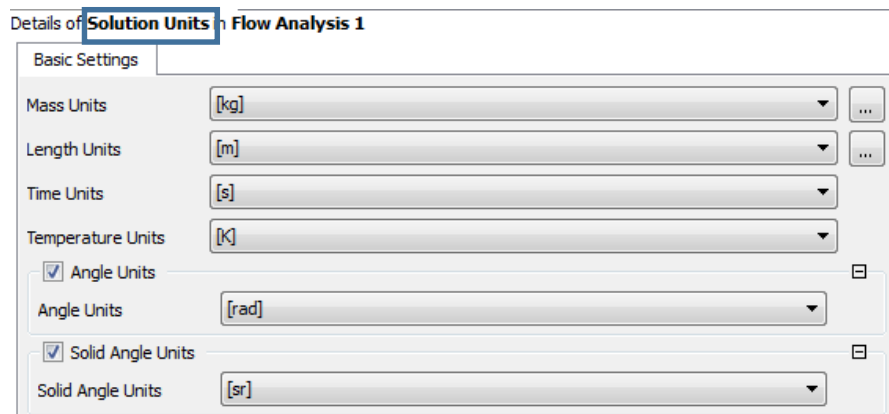 Details of Solution Units in Flow Analysis 1
Basic Settings
Mass Units [kg] ...
Length Units [m] ...
Time Units [s]
Temperature Units [K]
Angle Units
Angle Units [rad]
Solid Angle Units
Solid Angle Units [sr]